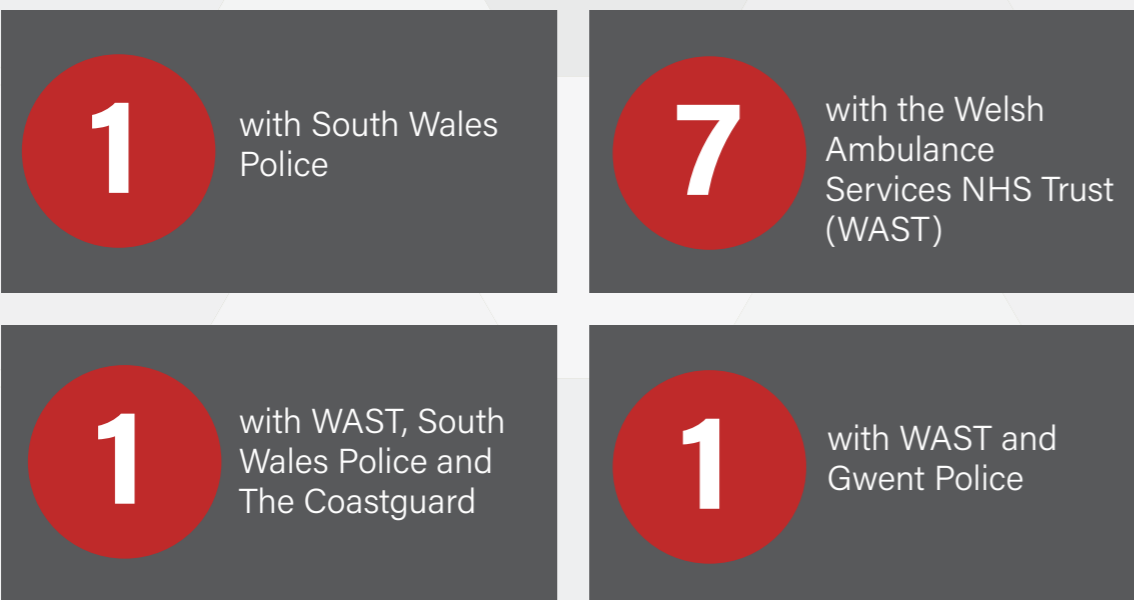 1
with South Wales
Police
7
with the Welsh
Ambulance
Services NHS Trust
(WAST)
1
with WAST, South
Wales Police and
The Coastguard
1
with WAST and
Gwent Police